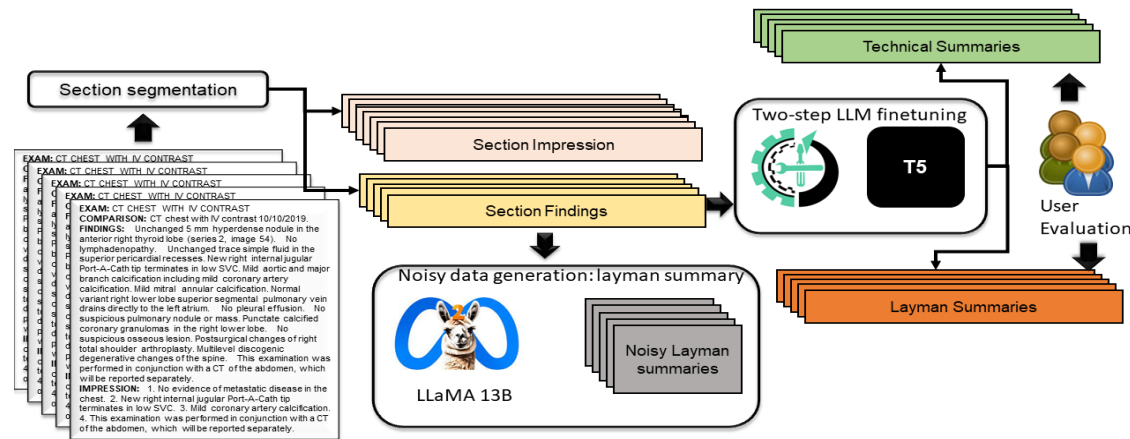 Section segmentation
EXAM: CT CHEST WITH IV CONTRAST
EXAM: CT CHEST WITH IV CONTRAST
EXAM: CT CHEST WITH IV CONTRAST
EXAM: CT CHEST WITH IV CONTRAST
EXAM: CT CHEST WITH IV CONTRAST
COMPARISON: CT chest with IV contrast 10/10/2019.
FINDINGS: Unchanged 5 mm hyperdense nodule in the
anterior right thyroid lobe (series 2, image 54). No
lymphadenopathy. Unchanged trace simple fluid in the
superior pericardial recesses. New right internal jugular
Port-A-Cath tip terminates in low SVC. Mild aortic and major
branch calcification including mild coronary artery
calcification. Mild mitral annular calcification. Normal
variant right lower lobe superior segmental pulmonary vein
drains directly to the left atrium. No pleural effusion. No
suspicious pulmonary nodule or mass. Punctate calcified
coronary granulomas in the right lower lobe. No
suspicious osseous lesion. Postsurgical changes of right
total shoulder arthroplasty. Multilevel discogenic
degenerative changes of the spine. This examination was
performed in conjunction with a CT of the abdomen, which
will be reported separately.
IMPRESSION: 1. No evidence of metastatic disease in the
chest. 2. New right internal jugular Port-A-Cath tip
terminates in low SVC. 3. Mild coronary artery calcification.
4. This examination was performed in conjunction with a CT
of the abdomen, which will be reported separately.
Section Impression
Section Findings
Noisy data generation: layman summary
2
LLaMA 13B
Noisy Layman
summaries
Two-step LLM finetuning
T5
Technical Summaries
User
Evaluation
Layman Summaries